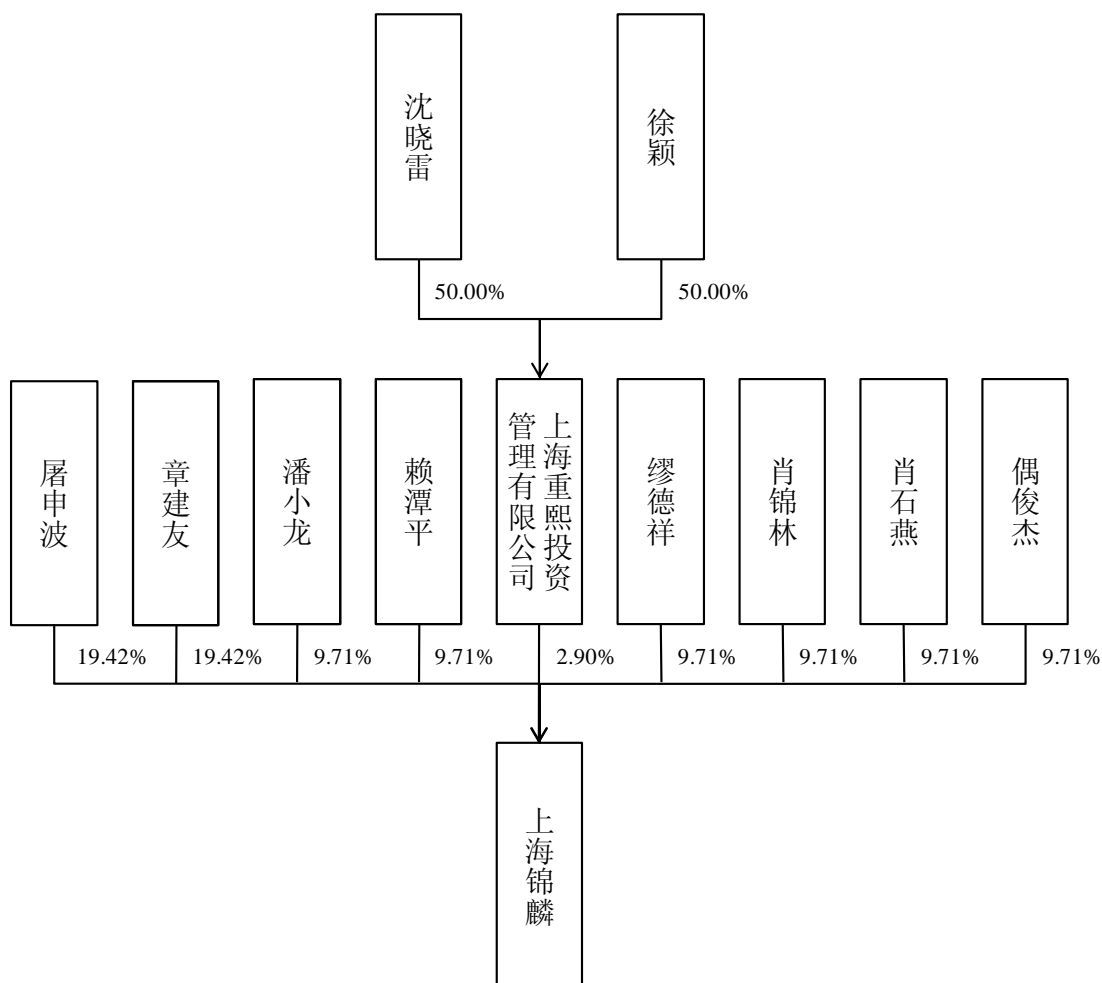 沈晓雷
徐颖
50.00%
50.00%
屠申波
章建友
潘小龙
赖潭平
上海重熙投资
管理有限公司
缪德祥
肖锦林
肖石燕
偶俊杰
19.42%
19.42%
9.71%
9.71%
2.90%
9.71%
9.71%
9.71%
9.71%
上海锦麟